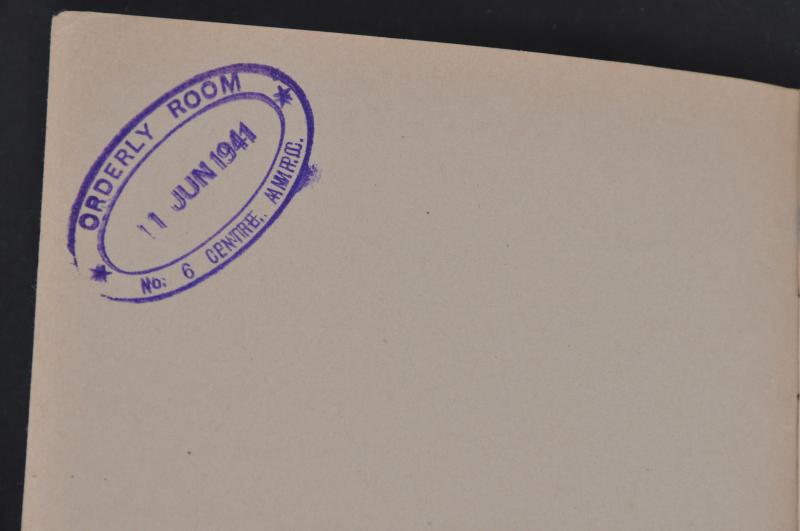 ORDERLY ROOM
11 JUN 1941
No: 6 CENTRE,